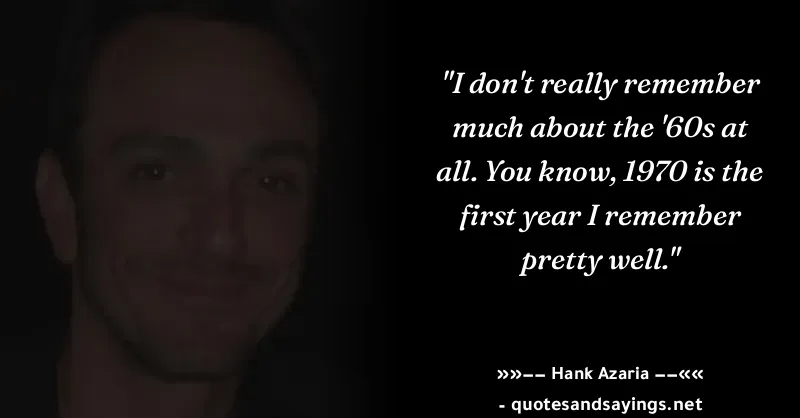 "I don't really remember
much about the '60s at
all. You know, 1970 is the
first year I remember
pretty well."
»»–– Hank Azaria ––««
- quotesandsayings.net